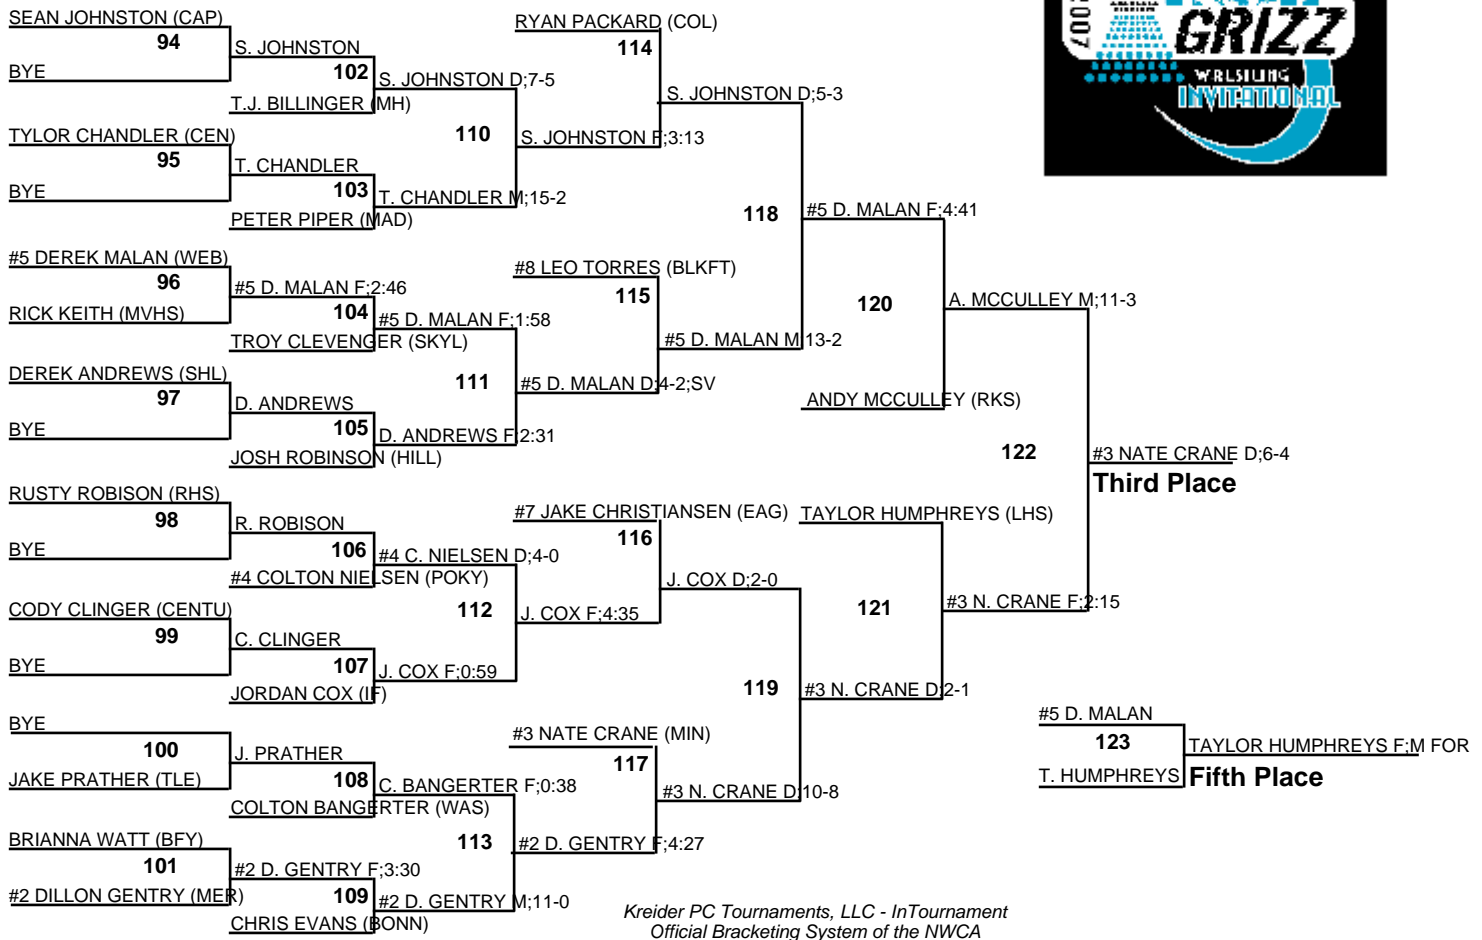 SEAN JOHNSTON (CAP)
94
BYE
S. JOHNSTON
102
T.J. BILLINGER (MH)
S. JOHNSTON D;7-5
TYLOR CHANDLER (CEN)
95
BYE
T. CHANDLER
103
PETER PIPER (MAD)
T. CHANDLER M;15-2
110
S. JOHNSTON F;3:13
RYAN PACKARD (COL)
114
S. JOHNSTON D;5-3
#5 DEREK MALAN (WEB)
96
RICK KEITH (MVHS)
#5 D. MALAN F;2:46
104
TROY CLEVENGER (SKYL)
#5 D. MALAN F;1:58
DEREK ANDREWS (SHL)
97
BYE
D. ANDREWS
105
JOSH ROBINSON (HILL)
D. ANDREWS F;2:31
111
#5 D. MALAN D;4-2;SV
#8 LEO TORRES (BLKFT)
115
#5 D. MALAN M;13-2
118
#5 D. MALAN F;4:41
120
ANDY MCCULLEY (RKS)
A. MCCULLEY M;11-3
RUSTY ROBISON (RHS)
98
BYE
R. ROBISON
106
#4 COLTON NIELSEN (POKY)
#4 C. NIELSEN D;4-0
CODY CLINGER (CENTU)
99
BYE
C. CLINGER
107
JORDAN COX (IF)
J. COX F;0:59
112
J. COX F;4:35
#7 JAKE CHRISTIANSEN (EAG)
116
J. COX D;2-0
BYE
100
JAKE PRATHER (TLE)
J. PRATHER
108
COLTON BANGERTER (WAS)
C. BANGERTER F;0:38
BRIANNA WATT (BFY)
101
#2 DILLON GENTRY (MER)
#2 D. GENTRY F;3:30
109
CHRIS EVANS (BONN)
#2 D. GENTRY M;11-0
113
#2 D. GENTRY F;4:27
#3 NATE CRANE (MIN)
117
#3 N. CRANE D;10-8
119
#3 N. CRANE D;2-1
TAYLOR HUMPHREYS (LHS)
121
#3 N. CRANE F;2:15
122
#3 NATE CRANE D;6-4
Third Place
#5 D. MALAN
123
T. HUMPHREYS
TAYLOR HUMPHREYS F;M FOR
Fifth Place
GRIZZ
WRESTLING
INVITATIONAL
Kreider PC Tournaments, LLC - InTournament
Official Bracketing System of the NWCA